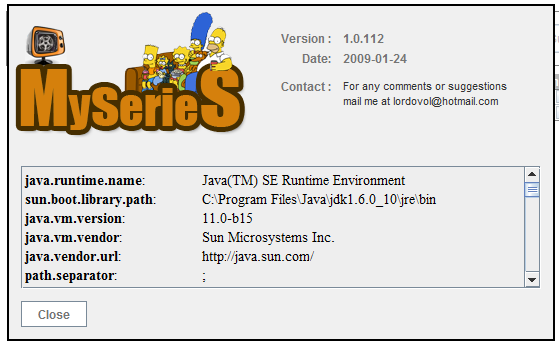 MySerieS
Version : 1.0.112
Date: 2009-01-24
Contact : For any comments or suggestions
mail me at lordovol@hotmail.com
java.runtime.name: Java(TM) SE Runtime Environment
sun.boot.library.path: C:\Program Files\Java\jdk1.6.0_10\jre\bin
java.vm.version: 11.0-b15
java.vm.vendor: Sun Microsystems Inc.
java.vendor.url: http://java.sun.com/
path.separator: ;
Close